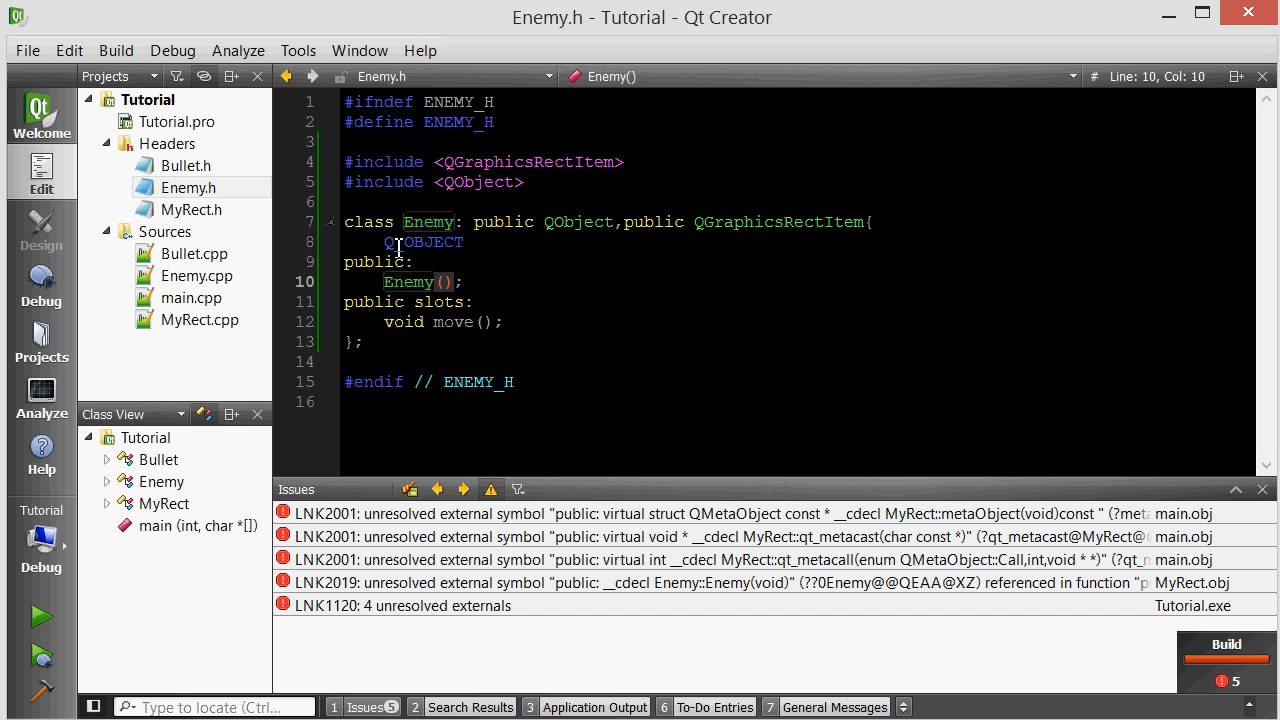 Enemy.h - Tutorial - Qt Creator
File Edit Build Debug Analyze Tools Window Help
Projects
Enemy.h
Enemy()
# Line: 10, Col: 10
Qt
Welcome
Edit
Design
Debug
Projects
Analyze
Help
Tutorial
Debug
Tutorial
Tutorial.pro
Headers
Bullet.h
Enemy.h
MyRect.h
Sources
Bullet.cpp
Enemy.cpp
main.cpp
MyRect.cpp
Class View
Tutorial
Bullet
Enemy
MyRect
main (int, char *[])
1 #ifndef ENEMY_H
2 #define ENEMY_H
3
4 #include <QGraphicsRectItem>
5 #include <QObject>
6
7 class Enemy: public QObject,public QGraphicsRectItem{
8 Q_OBJECT
9 public:
10 Enemy();
11 public slots:
12 void move();
13 };
14
15 #endif // ENEMY_H
16
Issues
LNK2001: unresolved external symbol "public: virtual struct QMetaObject const * __cdecl MyRect::metaObject(void)const " (?meta main.obj
LNK2001: unresolved external symbol "public: virtual void * __cdecl MyRect::qt_metacast(char const *)" (?qt_metacast@MyRect@ main.obj
LNK2001: unresolved external symbol "public: virtual int __cdecl MyRect::qt_metacall(enum QMetaObject::Call,int,void * *)" (?qt_n main.obj
LNK2019: unresolved external symbol "public: __cdecl Enemy::Enemy(void)" (??0Enemy@@QEAA@XZ) referenced in function "p MyRect.obj
LNK1120: 4 unresolved externals Tutorial.exe
Build
5
Type to locate (Ctrl...
1 Issues 5 2 Search Results 3 Application Output 6 To-Do Entries 7 General Messages